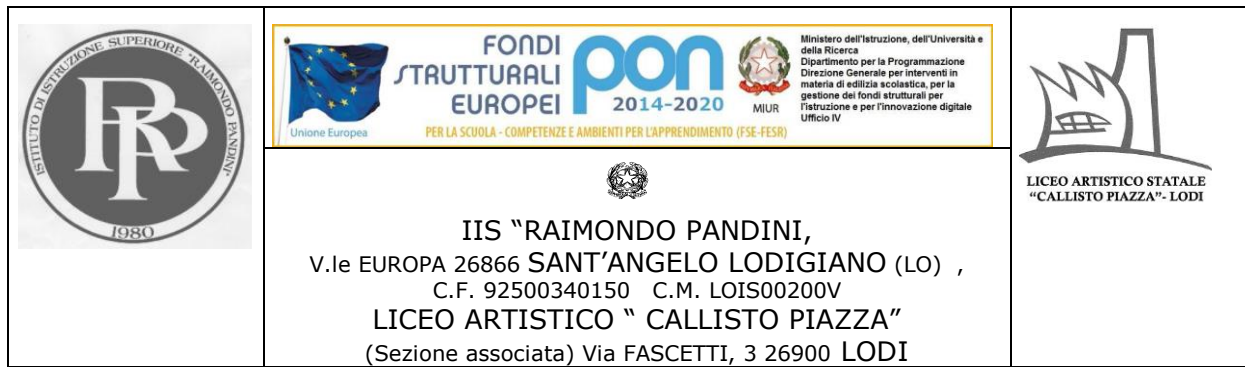 ISTITUTO DI ISTRUZIONE SUPERIORE "RAIMONDO PANDINI"
RP
1980
Unione Europea
FONDI
STRUTTURALI
EUROPEI
pon
2014-2020
MIUR
Ministero dell'Istruzione, dell'Università e
della Ricerca
Dipartimento per la Programmazione
Direzione Generale per interventi in
materia di edilizia scolastica, per la
gestione dei fondi strutturali per
l'istruzione e per l'innovazione digitale
Ufficio IV
PER LA SCUOLA - COMPETENZE E AMBIENTI PER L'APPRENDIMENTO (FSE-FESR)
IIS “RAIMONDO PANDINI,
V.le EUROPA 26866 SANT’ANGELO LODIGIANO (LO) ,
C.F. 92500340150 C.M. LOIS00200V
LICEO ARTISTICO “ CALLISTO PIAZZA”
(Sezione associata) Via FASCETTI, 3 26900 LODI
LICEO ARTISTICO STATALE
“CALLISTO PIAZZA”- LODI